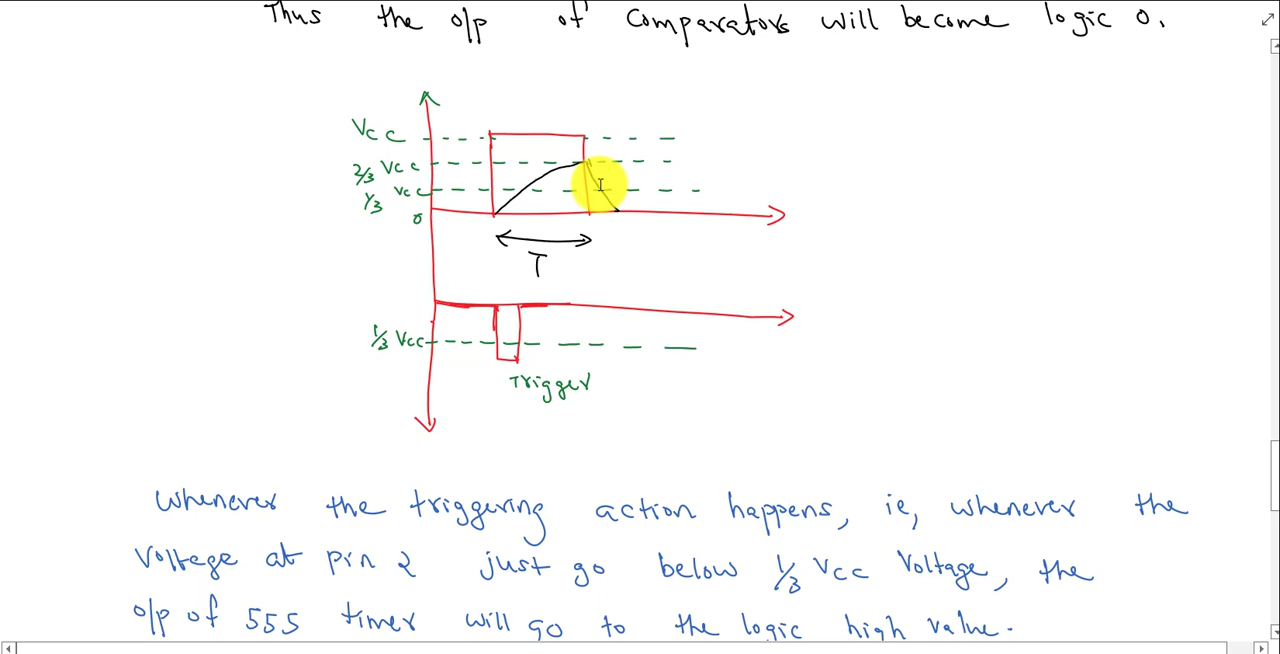 Thus the o/p of comparators will become logic 0.
Vcc
2/3 Vcc
1/3 Vcc
0
T
1/3 Vcc
Trigger
Whenever the triggering action happens, ie, whenever the
voltage at pin 2 just go below 1/3 Vcc Voltage, the
o/p of 555 timer will go to the logic high value.